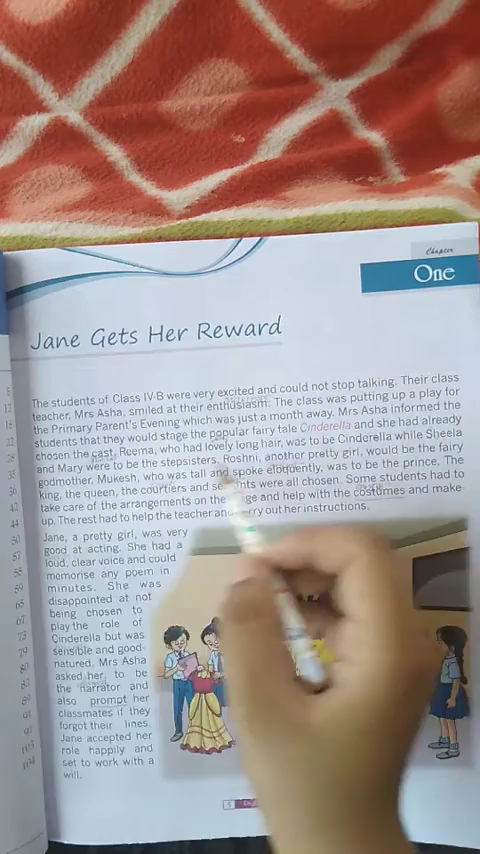 Chapter
One
Jane Gets Her Reward
The students of Class IV-B were very excited and could not stop talking. Their class
teacher, Mrs Asha, smiled at their enthusiasm. The class was putting up a play for
the Primary Parent's Evening which was just a month away. Mrs Asha informed the
students that they would stage the popular fairy tale Cinderella and she had already
chosen the cast. Reema, who had lovely long hair, was to be Cinderella while Sheela
and Mary were to be the stepsisters. Roshni, another pretty girl, would be the fairy
godmother. Mukesh, who was tall and spoke eloquently, was to be the prince. The
king, the queen, the courtiers and se nts were all chosen. Some students had to
take care of the arrangements on the ge and help with the costumes and make-
up. The rest had to help the teacher and rry out her instructions.
Jane, a pretty girl, was very
good at acting. She had a
loud, clear voice and could
memorise any poem in
minutes. She was
disappointed at not
being chosen to
play the role of
Cinderella but was
sensible and good-
natured. Mrs Asha
asked her to be
the narrator and
also prompt her
classmates if they
forgot their lines.
Jane accepted her
role happily and
set to work with a
will.
5